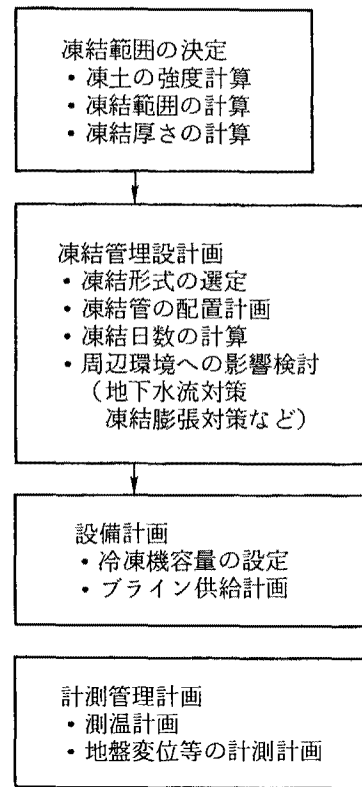 凍結範囲の決定
・凍土の強度計算
・凍結範囲の計算
・凍結厚さの計算
凍結管埋設計画
・凍結形式の選定
・凍結管の配置計画
・凍結日数の計算
・周辺環境への影響検討
（地下水流対策
凍結膨張対策など）
設備計画
・冷凍機容量の設定
・ブライン供給計画
計測管理計画
・測温計画
・地盤変位等の計測計画